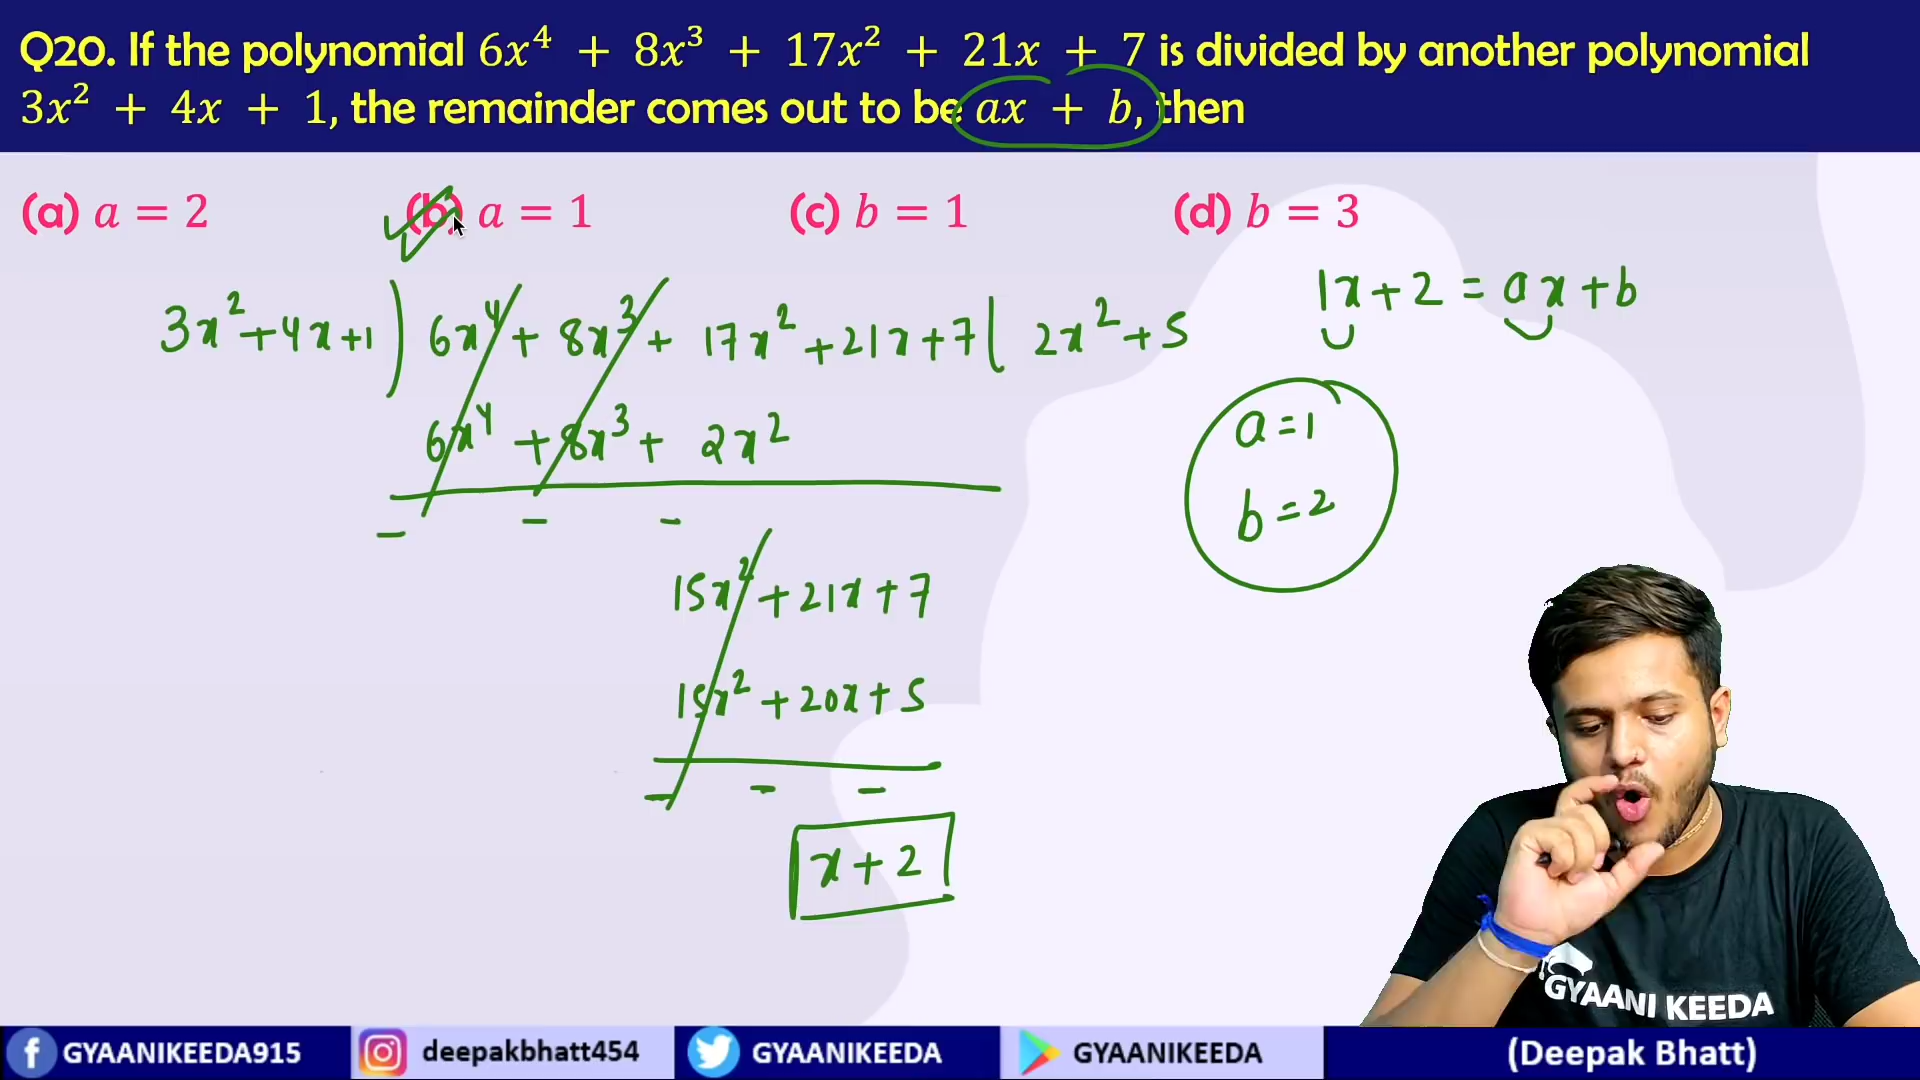 Q20. If the polynomial 6x⁴ + 8x³ + 17x² + 21x + 7 is divided by another polynomial
3x² + 4x + 1, the remainder comes out to be ax + b, then
(a) a = 2 (b) a = 1 (c) b = 1 (d) b = 3
1x+2 = ax+b
3x²+4x+1 ) 6x⁴ + 8x³ + 17x² +21x+7 ( 2x² +5
6x⁴ +8x³ + 2x²
− − −
a =1
b =2
15x² +21x+7
15x² +20x+5
− − −
x+2
GYAANI KEEDA
f GYAANIKEEDA915 deepakbhatt454 GYAANIKEEDA GYAANIKEEDA (Deepak Bhatt)